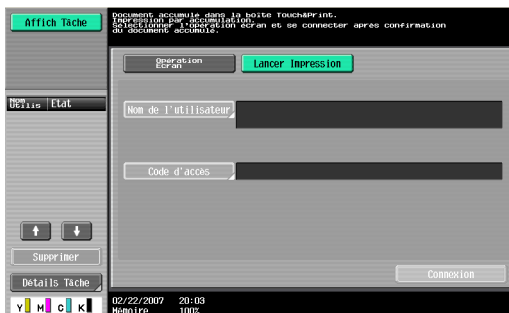 Affich Tâche
Document accumulé dans la boîte Touch&Print.
Impression par accumulation.
Sélectionner l'opération écran et se connecter après confirmation
du document accumulé.
Opération
Ecran
Lancer Impression
Nom
Utilis
Etat
Nom de l'utilisateur
Code d'accès
Supprimer
Détails Tâche
Connexion
Y M C K
02/22/2007 20:03
Mémoire 100%